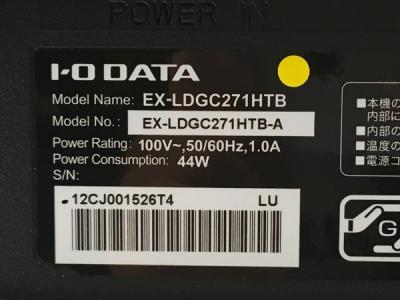 POWER IN
I-O DATA
Model Name: EX-LDGC271HTB
Model No.: EX-LDGC271HTB-A
Power Rating: 100V~,50/60Hz,1.0A
Power Consumption: 44W
S/N:
12CJ001526T4 LU
■本機の
内部に
■内部の
■温度の
■電源コ
G